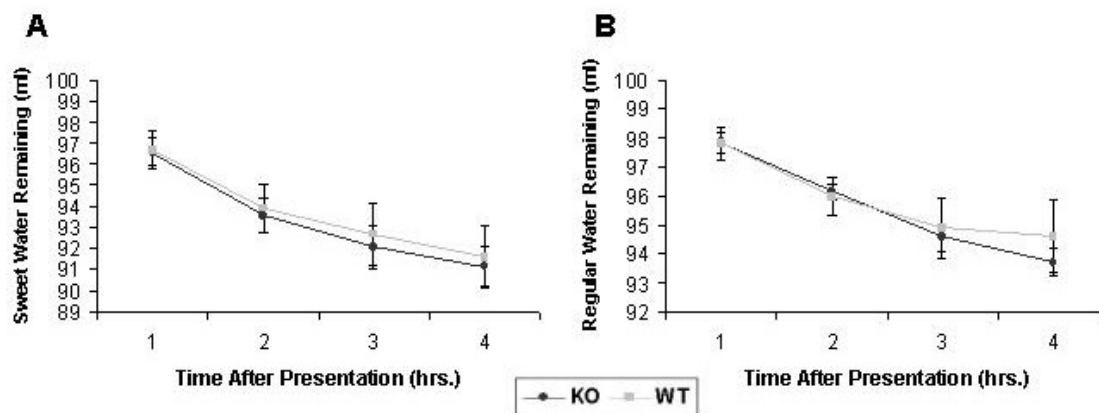 A
Sweet Water Remaining (ml)
100
99
98
97
96
95
94
93
92
91
90
89
1 2 3 4
Time After Presentation (hrs.)
B
Regular Water Remaining (ml)
100
98
97
96
95
94
93
92
1 2 3 4
Time After Presentation (hrs.)
KO WT